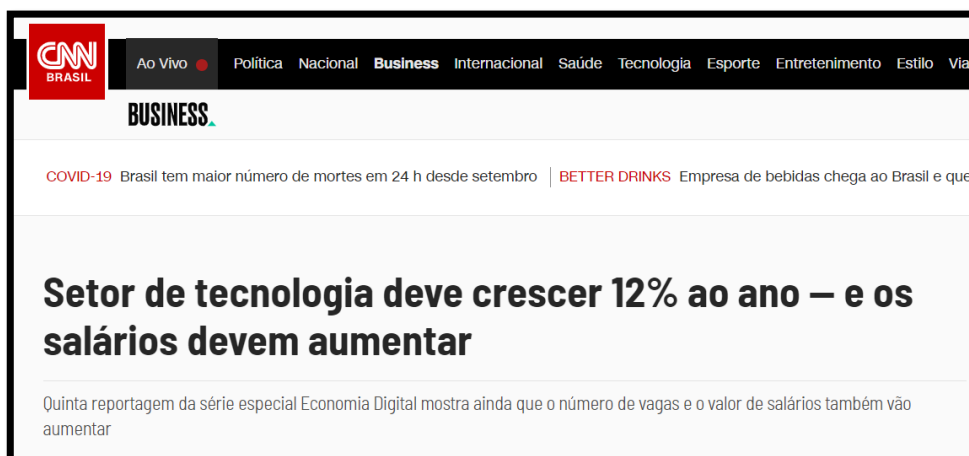 CNN
BRASIL
Ao Vivo Política Nacional Business Internacional Saúde Tecnologia Esporte Entretenimento Estilo
BUSINESS
COVID-19 Brasil tem maior número de mortes em 24 h desde setembro BETTER DRINKS Empresa de bebidas chega ao Brasil e que
Setor de tecnologia deve crescer 12% ao ano — e os
salários devem aumentar
Quinta reportagem da série especial Economia Digital mostra ainda que o número de vagas e o valor de salários também vão
aumentar